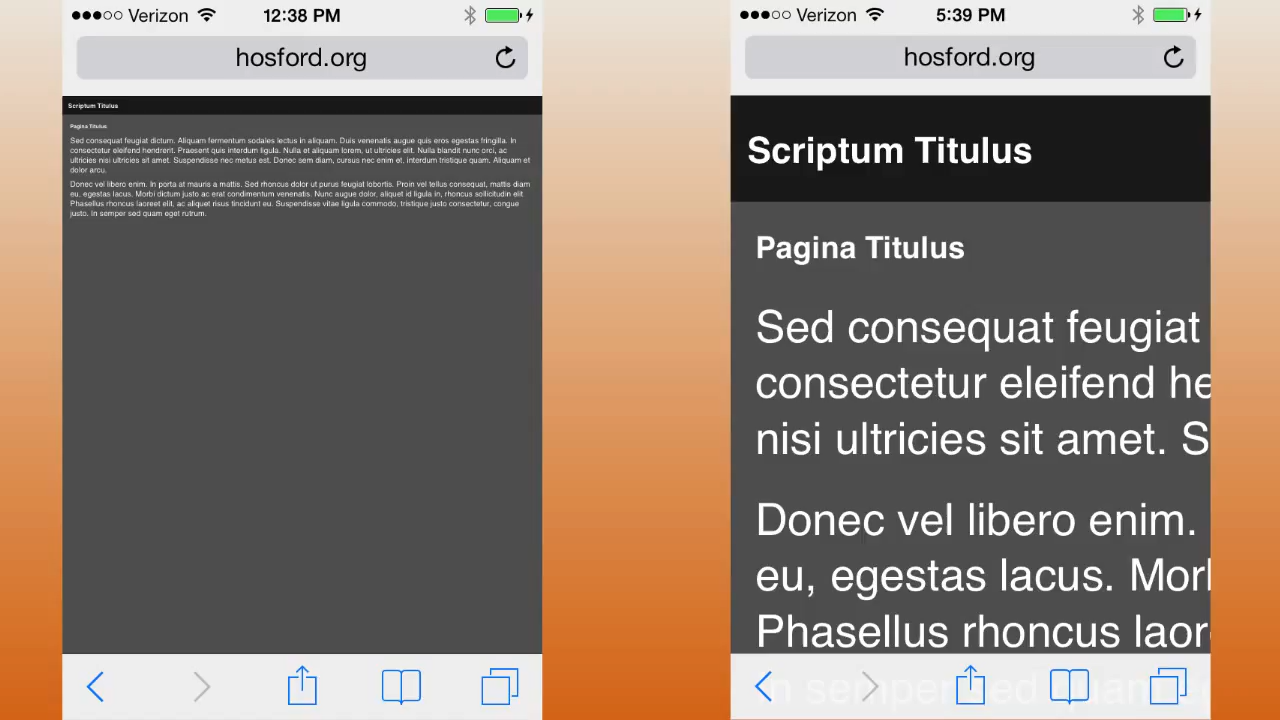 Verizon 12:38 PM
hosford.org
Scriptum Titulus
Pagina Titulus
Sed consequat feugiat dictum. Aliquam fermentum sodales lectus in aliquam. Duis venenatis augue quis eros egestas fringilla. In
consectetur eleifend hendrerit. Praesent quis interdum ligula. Nulla et aliquam lorem, ut ultricies elit. Nulla blandit nunc orci, ac
ultricies nisi ultricies sit amet. Suspendisse nec metus est. Donec sem diam, cursus nec enim et, interdum tristique quam. Aliquam et
dolor arcu.
Donec vel libero enim. In porta at mauris a mattis. Sed rhoncus dolor ut purus feugiat lobortis. Proin vel tellus consequat, mattis diam
eu, egestas lacus. Morbi dictum justo ac erat condimentum venenatis. Nunc augue dolor, aliquet id ligula in, rhoncus sollicitudin elit
Phasellus rhoncus laoreet elit, ac aliquet risus tincidunt eu. Suspendisse vitae ligula commodo, tristique justo consectetur, congue
justo. In semper sed quam eget rutrum.
Verizon 5:39 PM
hosford.org
Scriptum Titulus
Pagina Titulus
Sed consequat feugiat
consectetur eleifend he
nisi ultricies sit amet. S
Donec vel libero enim.
eu, egestas lacus. Mor
Phasellus rhoncus laor
n semper sed quam e